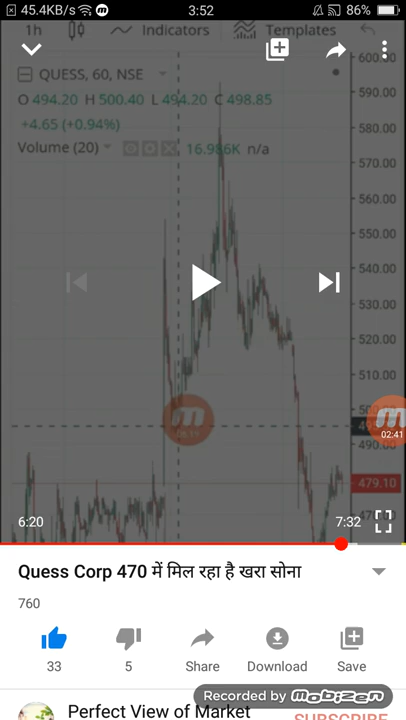 45.4KB/s 3:52 86%
1h Indicators Templates
600.00
QUESS, 60, NSE
590.00
O 494.20 H 500.40 L 494.20 C 498.85
+4.65 (+0.94%)
580.00
Volume (20) 16.986K n/a
570.00
560.00
550.00
540.00
530.00
520.00
510.00
02:41
490.00
479.10
6:20 7:32
Quess Corp 470 में मिल रहा है खरा सोना
760
33 5 Share Download Save
Recorded by mobizen
Perfect View of Market SUBSCRIBE